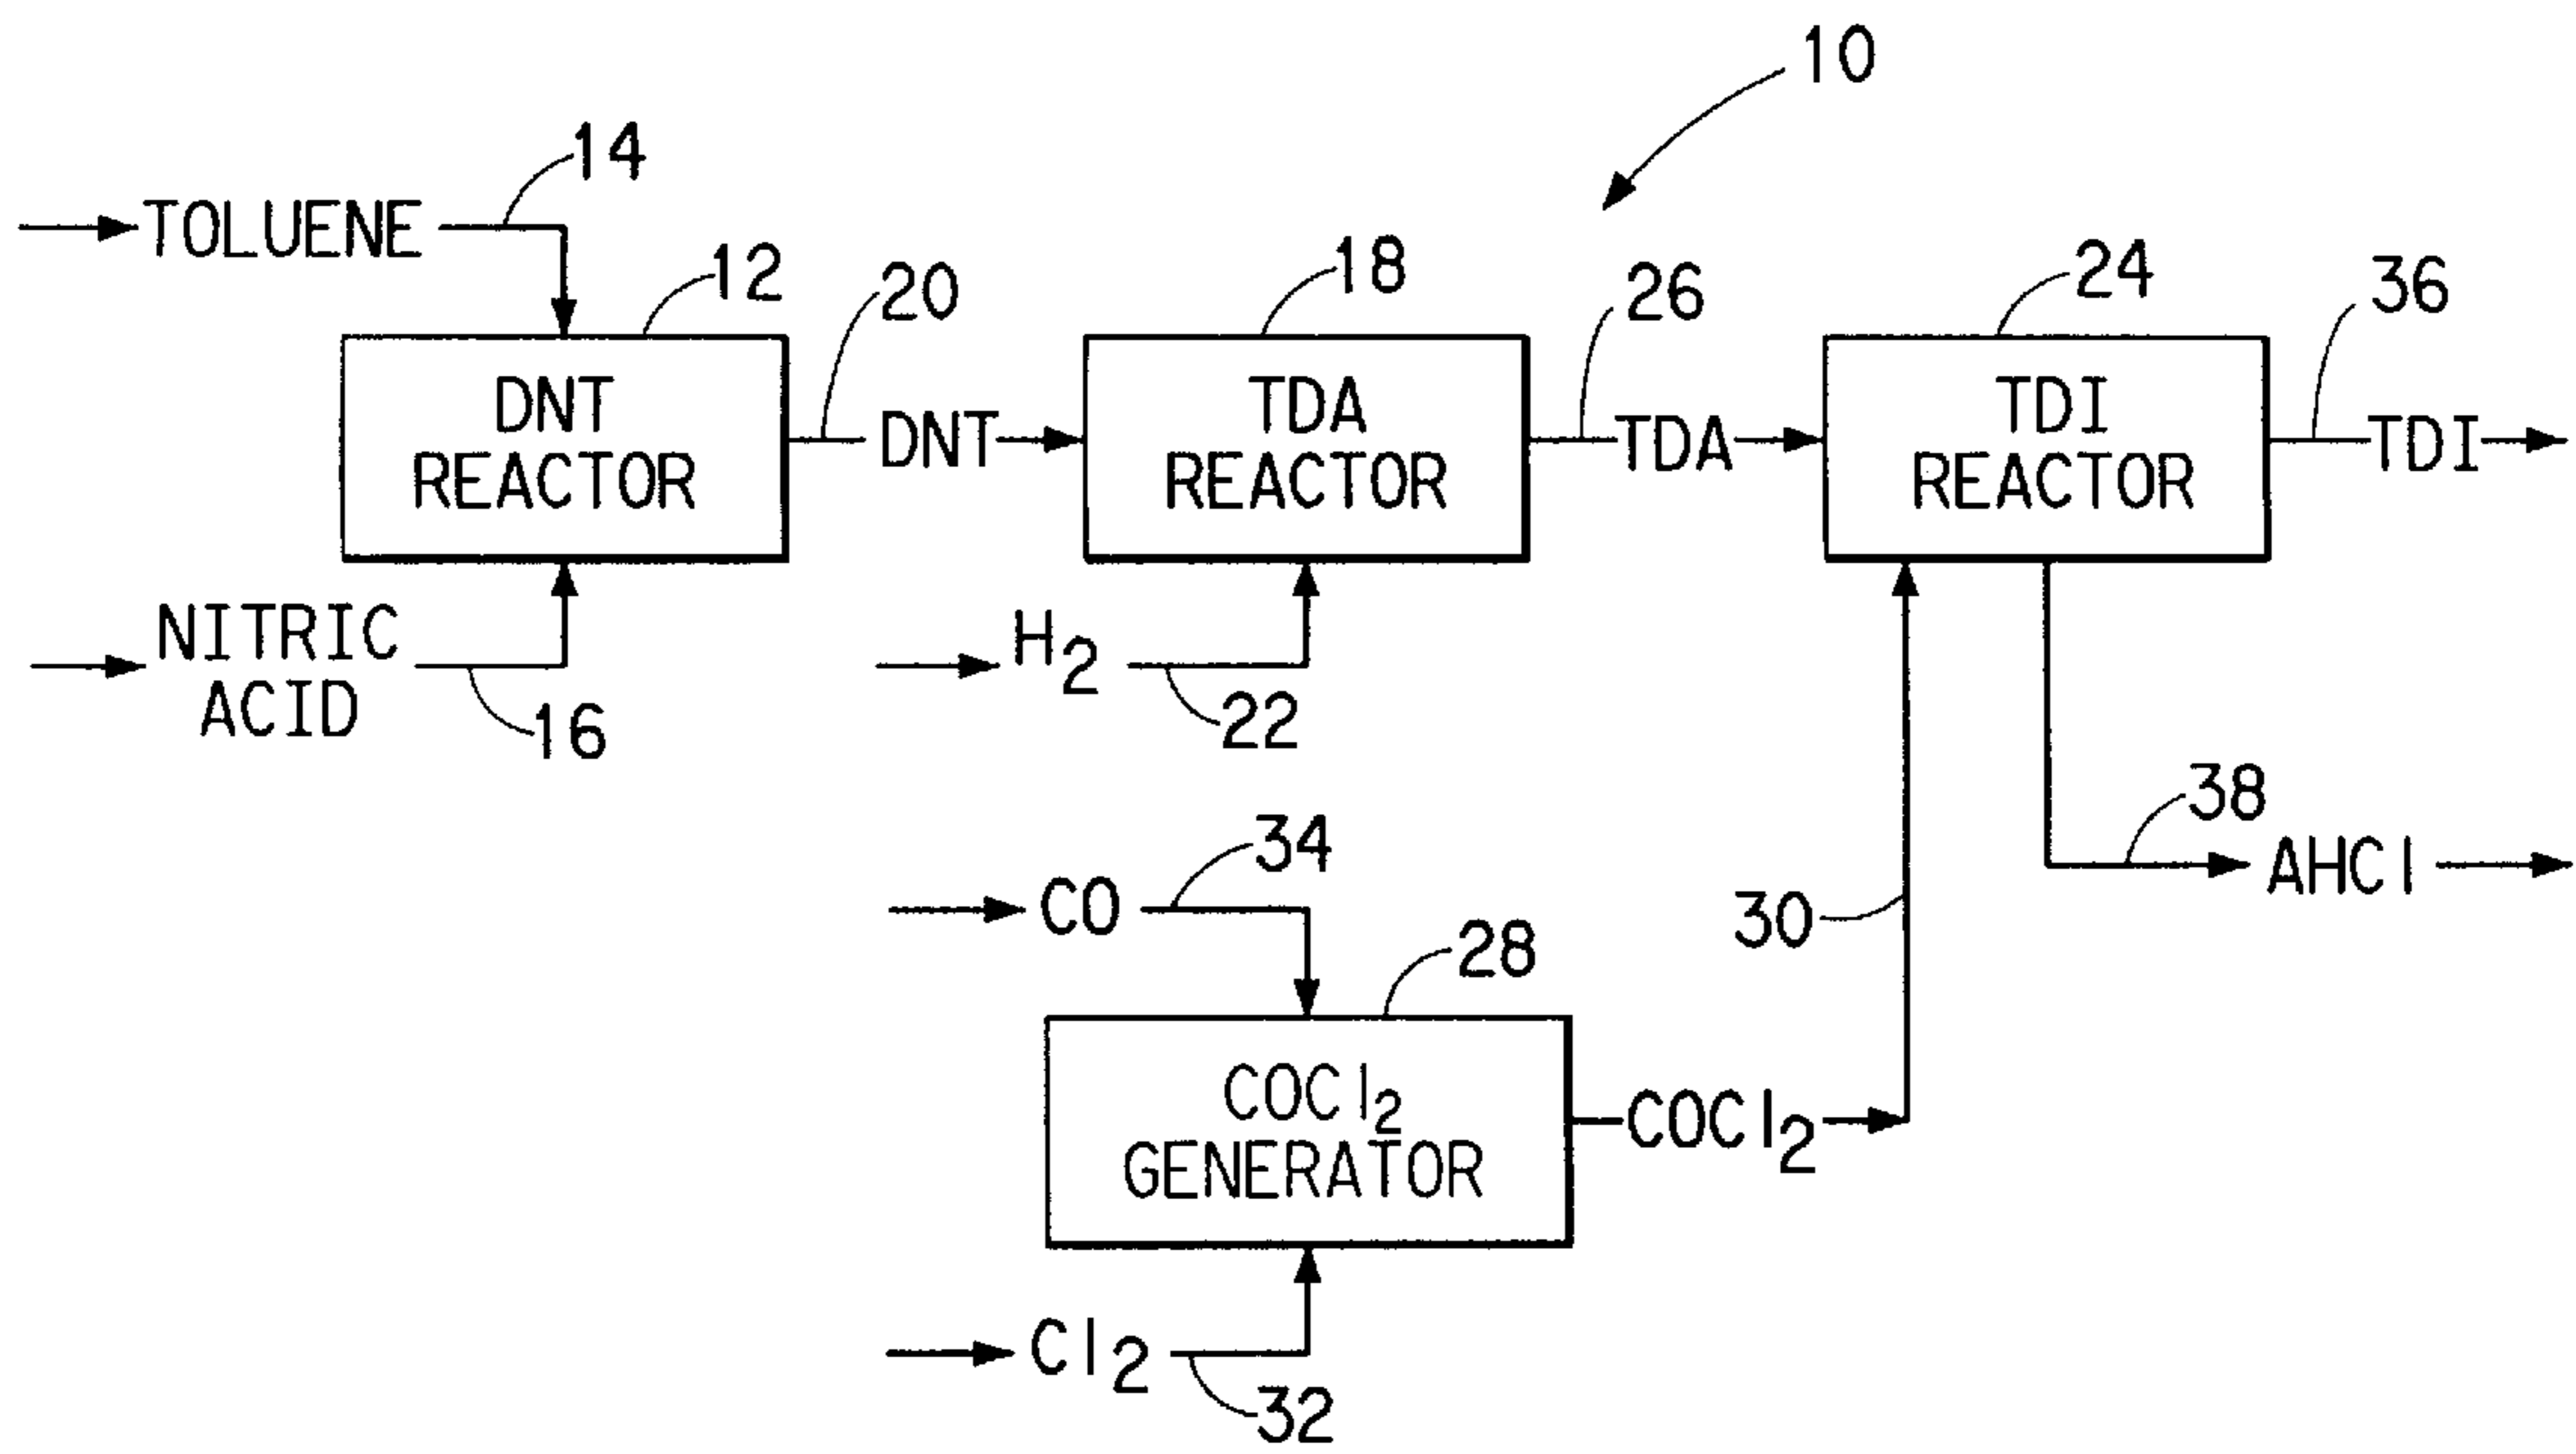 10
14
TOLUENE
12
20
18
26
24
36
DNT
REACTOR
DNT
TDA
REACTOR
TDA
TDI
REACTOR
TDI
NITRIC
ACID
16
H2
22
34
CO
38
AHCl
30
28
COCl2
GENERATOR
COCl2
Cl2
32